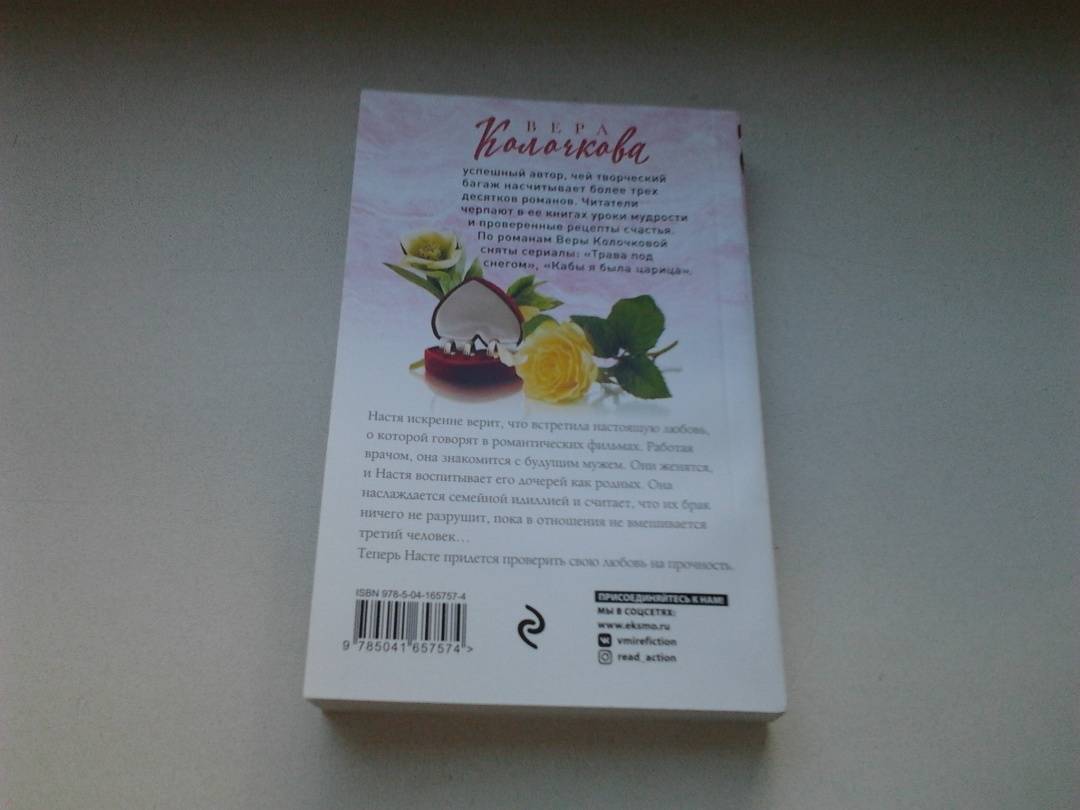 ВЕРА
Колочкова
успешный автор, чей творческий
багаж насчитывает более трех
десятков романов. Читатели
черпают в ее книгах уроки мудрости
и проверенные рецепты счастья.
По романам Веры Колочковой
сняты сериалы: «Трава под
снегом», «Кабы я была царица».
Настя искренне верит, что встретила настоящую любовь,
о которой говорят в романтических фильмах. Работая
врачом, она знакомится с будущим мужем. Они женятся,
и Настя воспитывает его дочерей как родных. Она
наслаждается семейной идиллией и считает, что их брак
ничего не разрушит, пока в отношения не вмешивается
третий человек…
Теперь Насте придется проверить свою любовь на прочность.
ISBN 978-5-04-165757-4
9 785041 657574 >
ПРИСОЕДИНЯЙТЕСЬ К НАМ!
МЫ В СОЦСЕТЯХ:
www.eksmo.ru
vmirefiction
read_action